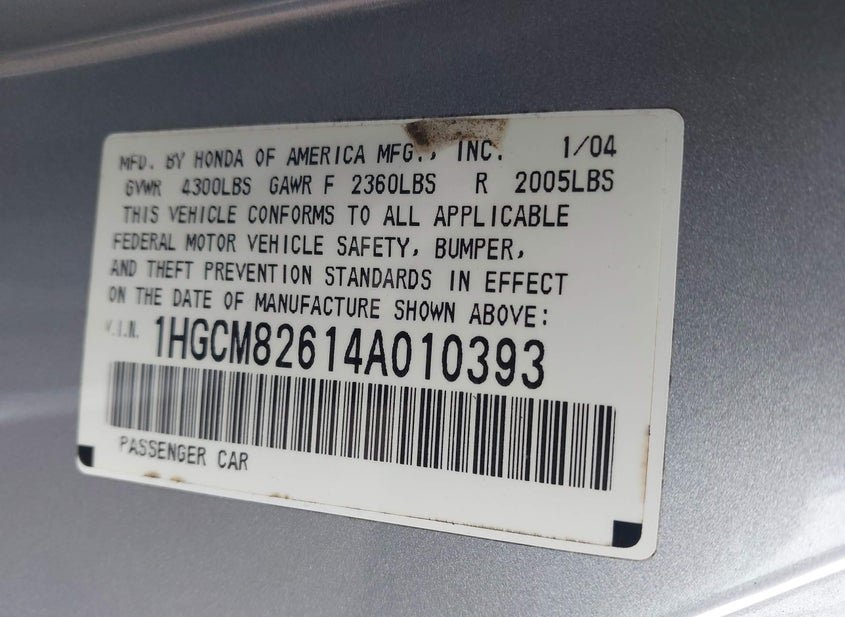 MFD. BY HONDA OF AMERICA MFG., INC. 1/04
GVWR 4300LBS GAWR F 2360LBS R 2005LBS
THIS VEHICLE CONFORMS TO ALL APPLICABLE
FEDERAL MOTOR VEHICLE SAFETY, BUMPER,
AND THEFT PREVENTION STANDARDS IN EFFECT
ON THE DATE OF MANUFACTURE SHOWN ABOVE:
V.I.N. 1HGCM82614A010393
PASSENGER CAR